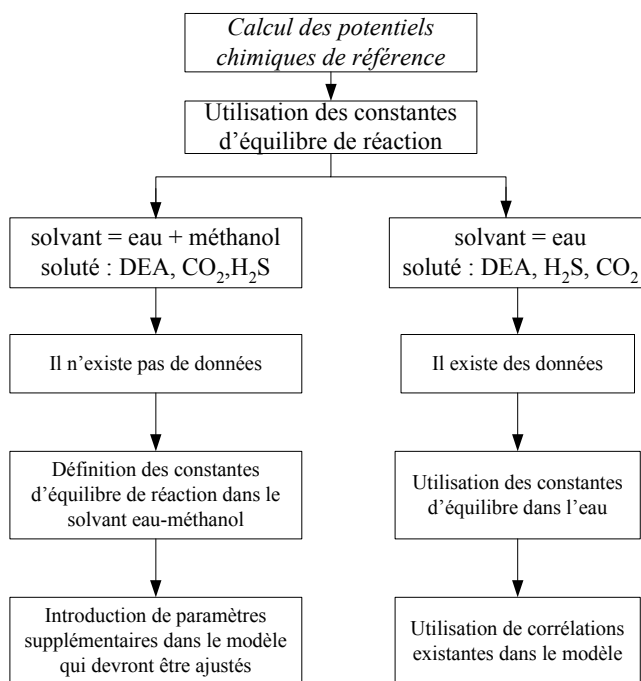 Calcul des potentiels
chimiques de référence
Utilisation des constantes
d’équilibre de réaction
solvant = eau + méthanol
soluté : DEA, CO₂,H₂S
solvant = eau
soluté : DEA, H₂S, CO₂
Il n’existe pas de données
Il existe des données
Définition des constantes
d’équilibre de réaction dans le
solvant eau-méthanol
Utilisation des constantes
d’équilibre dans l’eau
Introduction de paramètres
supplémentaires dans le modèle
qui devront être ajustés
Utilisation de corrélations
existantes dans le modèle